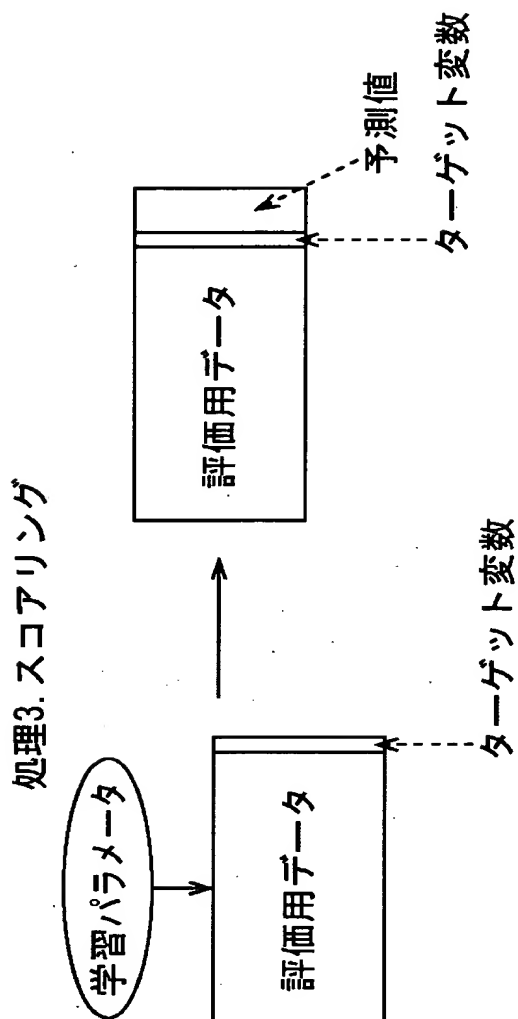 処理3. スコアリング
学習パラメータ
評価用データ
ターゲット変数
評価用データ
予測値
ターゲット変数